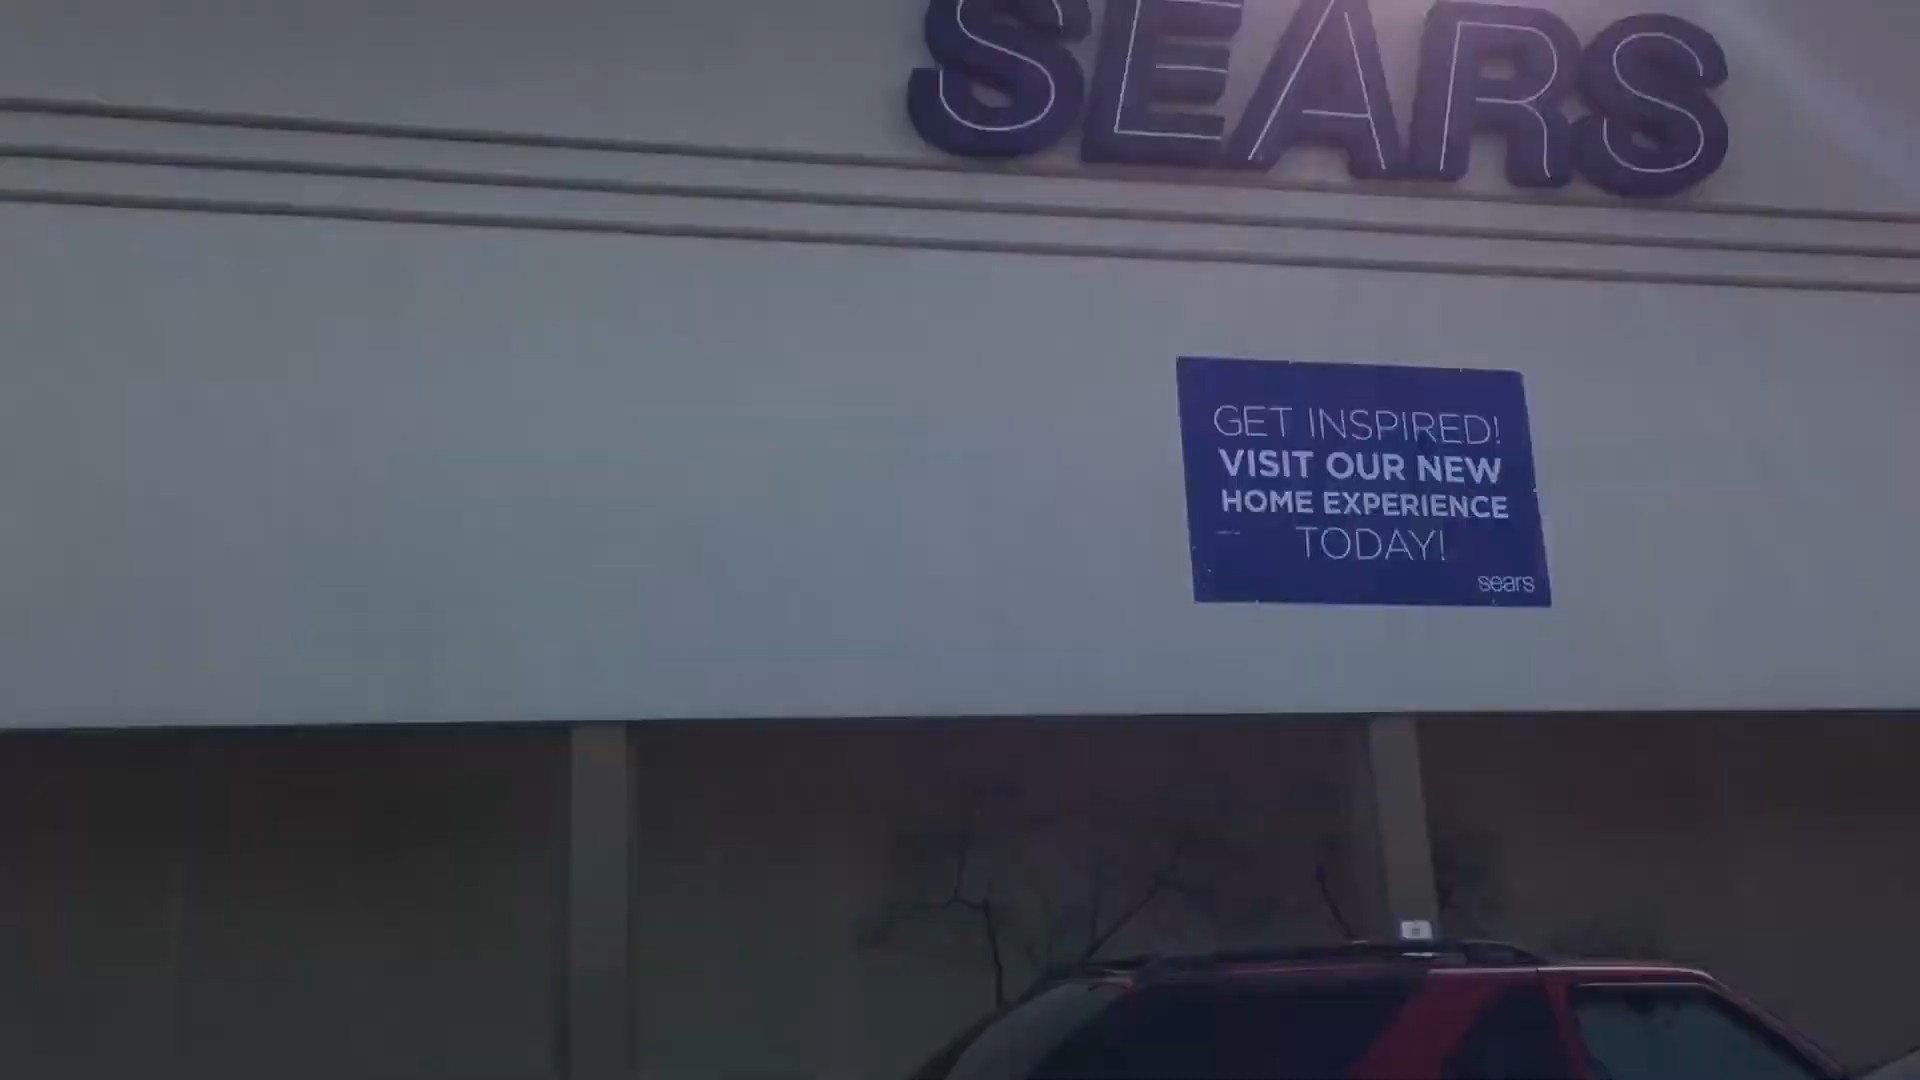 SEARS
GET INSPIRED!
VISIT OUR NEW
HOME EXPERIENCE
TODAY!
sears